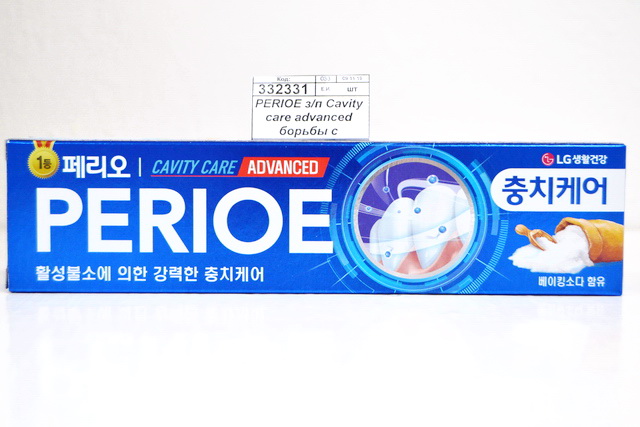 Код.
332331
шт
PERIOE з/п Cavity
care advanced
борьбы с
1등 페리오 | CAVITY CARE ADVANCED
PERIOE
활성불소에 의한 강력한 충치케어
LG생활건강
충치케어
베이킹소다 함유